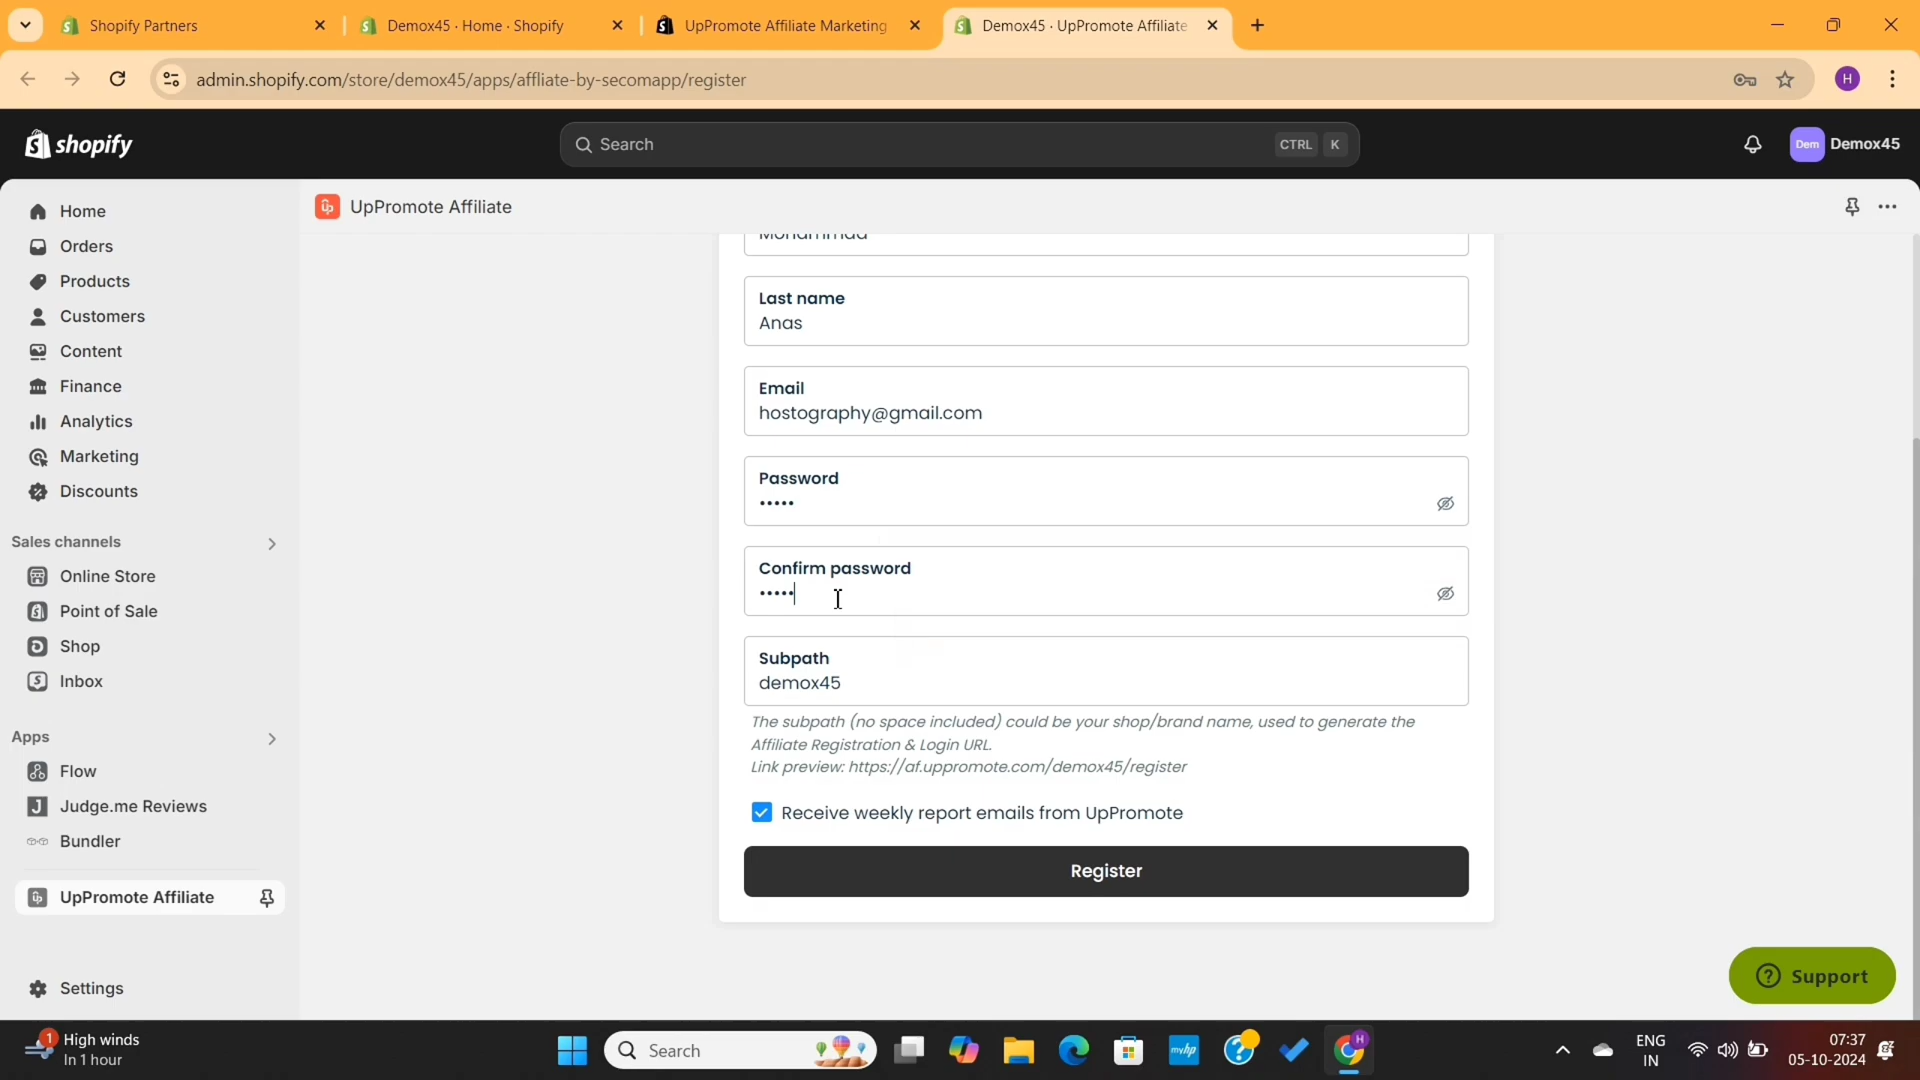 Shopify Partners
Demox45 · Home · Shopify
UpPromote Affiliate Marketing
Demox45 · UpPromote Affiliate
admin.shopify.com/store/demox45/apps/affliate-by-secomapp/register
H
shopify
Search
CTRL K
Dem
Demox45
Home
Orders
Products
Customers
Content
Finance
Analytics
Marketing
Discounts
Sales channels
Online Store
Point of Sale
Shop
Inbox
Apps
Flow
Judge.me Reviews
Bundler
UpPromote Affiliate
Settings
UpPromote Affiliate
Mohammad
Last name
Anas
Email
hostography@gmail.com
Password
•••••
Confirm password
•••••
Subpath
demox45
The subpath (no space included) could be your shop/brand name, used to generate the
Affiliate Registration & Login URL.
Link preview: https://af.uppromote.com/demox45/register
Receive weekly report emails from UpPromote
Register
Support
1
High winds
In 1 hour
Search
myhp
H
ENG
IN
07:37
05-10-2024